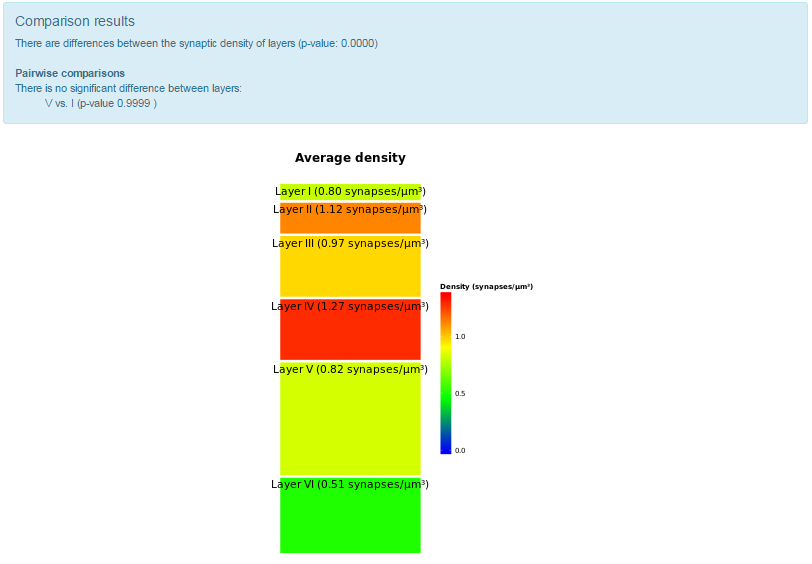 Comparison results
There are differences between the synaptic density of layers (p-value: 0.0000)
Pairwise comparisons
There is no significant difference between layers:
V vs. I (p-value 0.9999 )
Average density
Layer I (0.80 synapses/µm³)
Layer II (1.12 synapses/µm³)
Layer III (0.97 synapses/µm³)
Density (synapses/µm³)
Layer IV (1.27 synapses/µm³)
1.0
Layer V (0.82 synapses/µm³)
0.5
0.0
Layer VI (0.51 synapses/µm³)